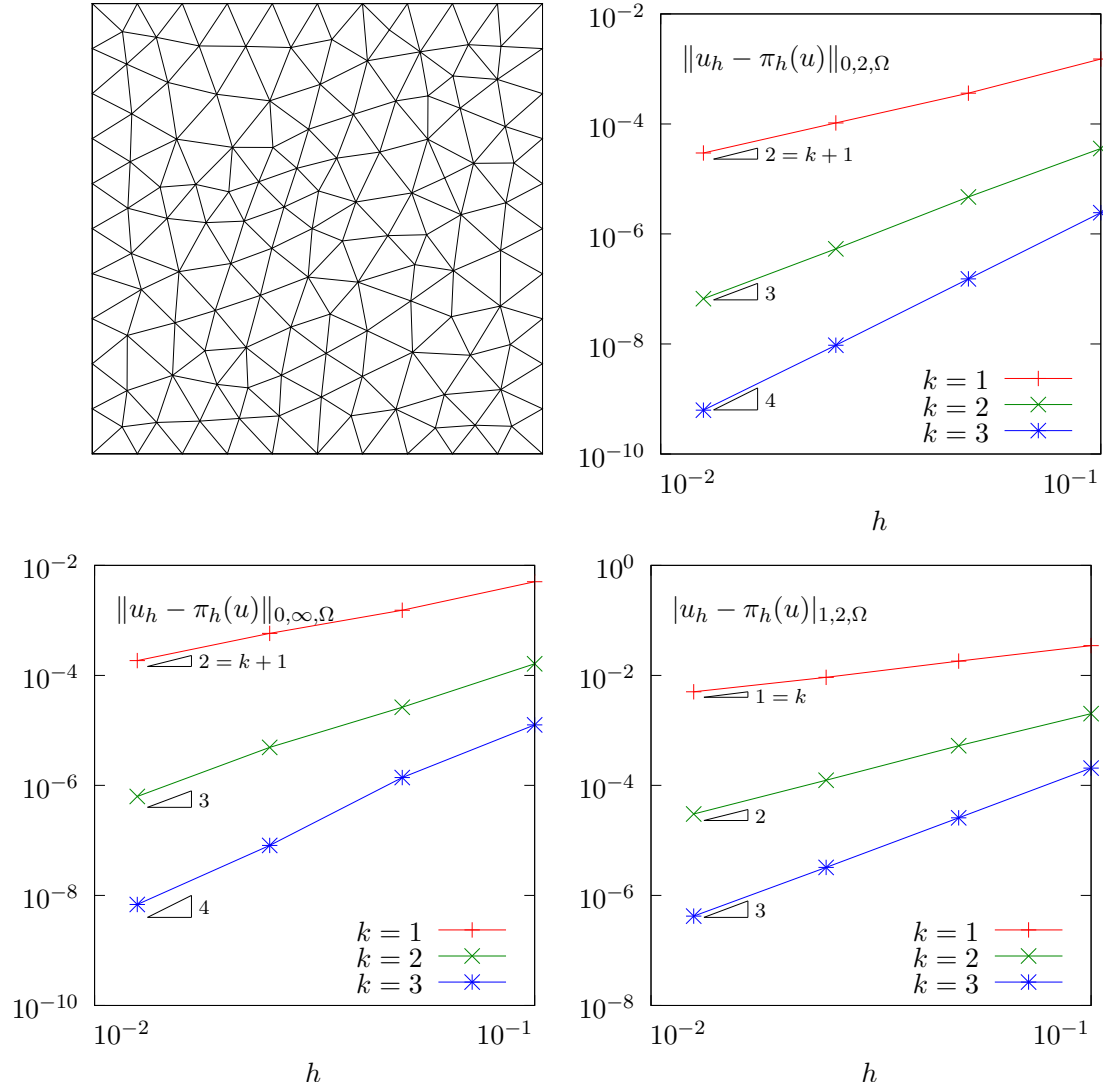 10⁻²
‖u_h − π_h(u)‖_{0,2,Ω}
10⁻⁴
2 = k + 1
10⁻⁶
3
10⁻⁸
4
k = 1
k = 2
k = 3
10⁻¹⁰
10⁻² 10⁻¹
h
10⁻²
‖u_h − π_h(u)‖_{0,∞,Ω}
2 = k + 1
10⁻⁴
10⁻⁶
3
10⁻⁸
4
k = 1
k = 2
k = 3
10⁻¹⁰
10⁻² 10⁻¹
h
10⁰
|u_h − π_h(u)|_{1,2,Ω}
10⁻²
1 = k
10⁻⁴
2
10⁻⁶
3
k = 1
k = 2
k = 3
10⁻⁸
10⁻² 10⁻¹
h